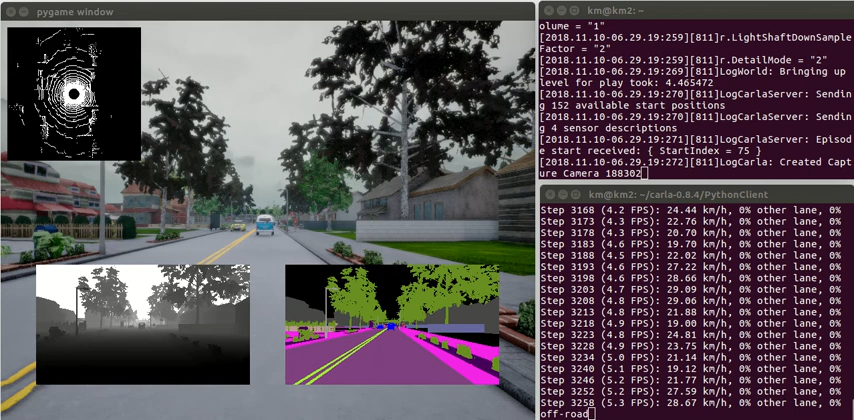 pygame window
km@km2: ~
olume = "1"
[2018.11.10-06.29.19:259][811]r.LightShaftDownSample
Factor = "2"
[2018.11.10-06.29.19:259][811]r.DetailMode = "2"
[2018.11.10-06.29.19:269][811]LogWorld: Bringing up
level for play took: 4.465472
[2018.11.10-06.29.19:270][811]LogCarlaServer: Sendin
g 152 available start positions
[2018.11.10-06.29.19:270][811]LogCarlaServer: Sendin
g 4 sensor descriptions
[2018.11.10-06.29.19:271][811]LogCarlaServer: Episod
e start received: { StartIndex = 75 }
[2018.11.10-06.29.19:272][811]LogCarla: Created Capt
ure Camera 188302
km@km2: ~/carla-0.8.4/PythonClient
Step 3168 (4.2 FPS): 24.44 km/h, 0% other lane, 0%
Step 3173 (4.3 FPS): 22.76 km/h, 0% other lane, 0%
Step 3178 (4.3 FPS): 20.70 km/h, 0% other lane, 0%
Step 3183 (4.6 FPS): 19.70 km/h, 0% other lane, 0%
Step 3188 (4.5 FPS): 22.02 km/h, 0% other lane, 0%
Step 3193 (4.6 FPS): 27.22 km/h, 0% other lane, 0%
Step 3198 (4.6 FPS): 28.66 km/h, 0% other lane, 0%
Step 3203 (4.7 FPS): 29.09 km/h, 0% other lane, 0%
Step 3208 (4.8 FPS): 29.06 km/h, 0% other lane, 0%
Step 3213 (4.8 FPS): 21.88 km/h, 0% other lane, 0%
Step 3218 (4.9 FPS): 19.00 km/h, 0% other lane, 0%
Step 3223 (4.8 FPS): 24.81 km/h, 0% other lane, 0%
Step 3228 (4.9 FPS): 23.75 km/h, 0% other lane, 0%
Step 3234 (5.0 FPS): 21.14 km/h, 0% other lane, 0%
Step 3240 (5.1 FPS): 19.12 km/h, 0% other lane, 0%
Step 3246 (5.2 FPS): 21.77 km/h, 0% other lane, 0%
Step 3252 (5.2 FPS): 27.59 km/h, 0% other lane, 0%
Step 3258 (5.3 FPS): 28.67 km/h, 0% other lane, 0%
off-road